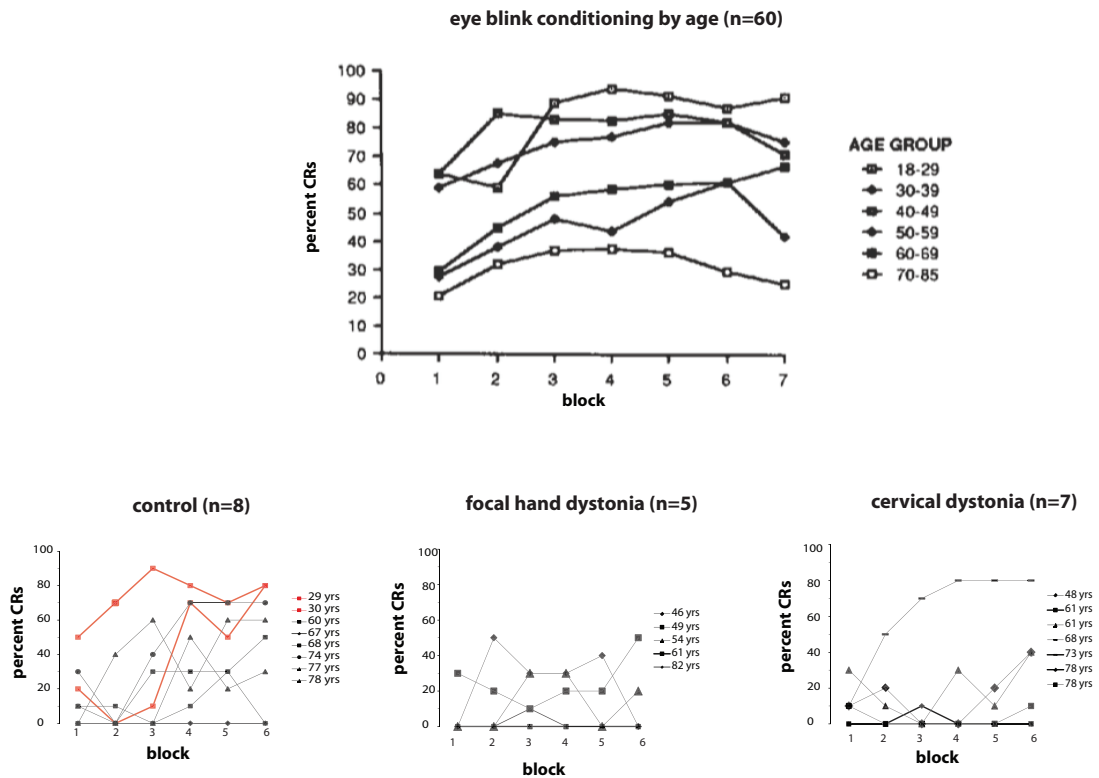 eye blink conditioning by age (n=60)
percent CRs
100
90
80
70
60
50
40
30
20
10
0
0 1 2 3 4 5 6 7
block
AGE GROUP
18-29
30-39
40-49
50-59
60-69
70-85
control (n=8)
percent CRs
100
80
60
40
20
0
1 2 3 4 5 6
block
29 yrs
30 yrs
60 yrs
67 yrs
68 yrs
74 yrs
77 yrs
78 yrs
focal hand dystonia (n=5)
percent CRs
100
80
60
40
20
0
1 2 3 4 5 6
block
46 yrs
49 yrs
54 yrs
61 yrs
82 yrs
cervical dystonia (n=7)
percent CRs
100
80
60
40
20
0
1 2 3 4 5 6
block
48 yrs
61 yrs
61 yrs
68 yrs
73 yrs
78 yrs
78 yrs